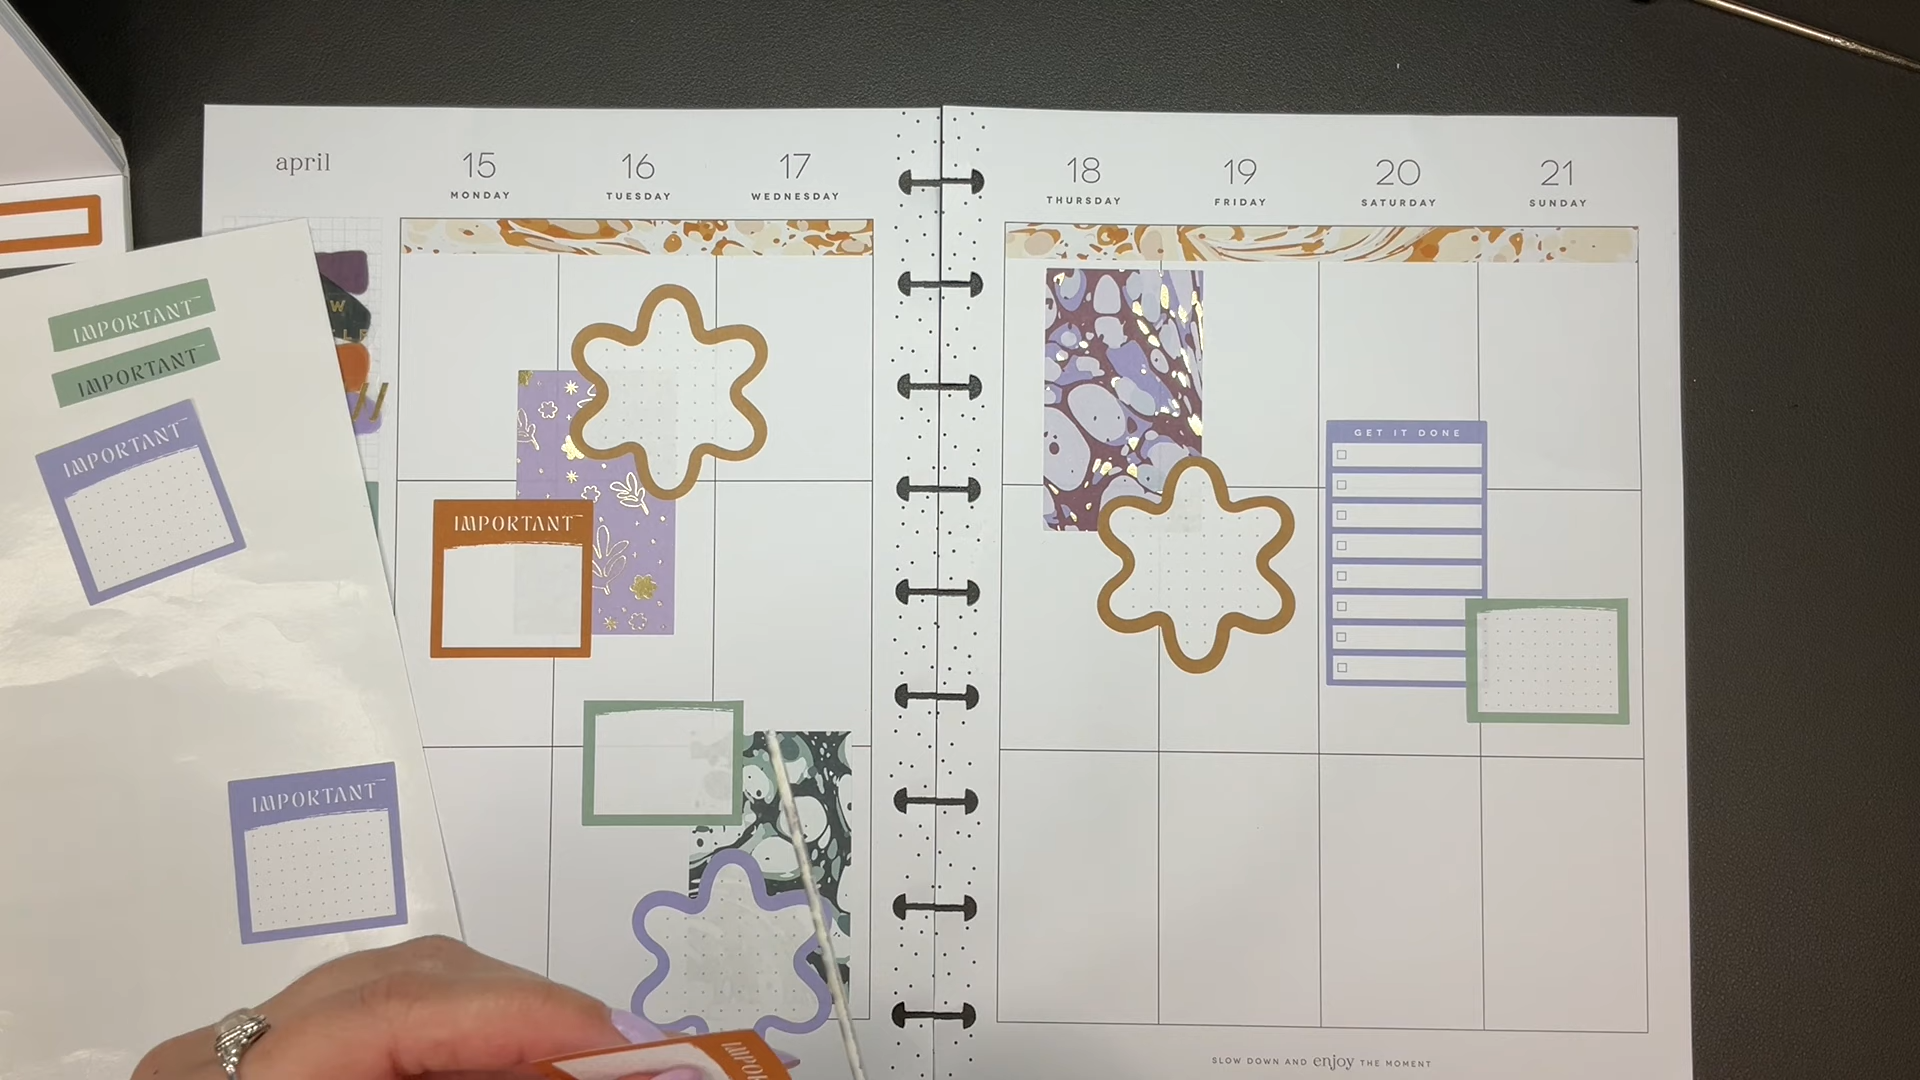 april
15
MONDAY
16
TUESDAY
17
WEDNESDAY
18
THURSDAY
19
FRIDAY
20
SATURDAY
21
SUNDAY
IMPORTANT
IMPORTANT
IMPORTANT
IMPORTANT
IMPORTANT
GET IT DONE
SLOW DOWN AND enjoy THE MOMENT